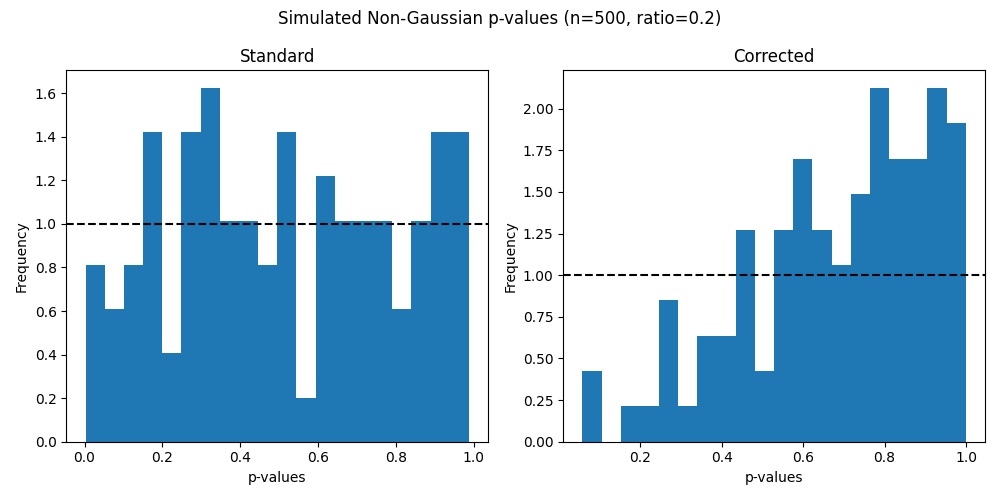 Simulated Non-Gaussian p-values (n=500, ratio=0.2)
Standard
Frequency
1.6
1.4
1.2
1.0
0.8
0.6
0.4
0.2
0.0
0.0 0.2 0.4 0.6 0.8 1.0
p-values
Corrected
Frequency
2.00
1.75
1.50
1.25
1.00
0.75
0.50
0.25
0.00
0.2 0.4 0.6 0.8 1.0
p-values